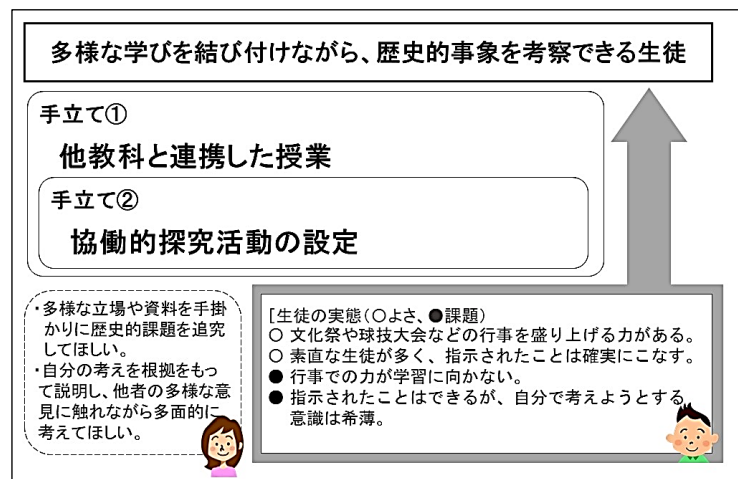 多様な学びを結び付けながら、歴史的事象を考察できる生徒
手立て①
他教科と連携した授業
手立て②
協働的探究活動の設定
・多様な立場や資料を手掛
かりに歴史的課題を追究
してほしい。
・自分の考えを根拠をもっ
て説明し、他者の多様な意
見に触れながら多面的に
考えてほしい。
[生徒の実態(○よさ、●課題)
○ 文化祭や球技大会などの行事を盛り上げる力がある。
○ 素直な生徒が多く、指示されたことは確実にこなす。
● 行事での力が学習に向かない。
● 指示されたことはできるが、自分で考えようとする
意識は希薄。